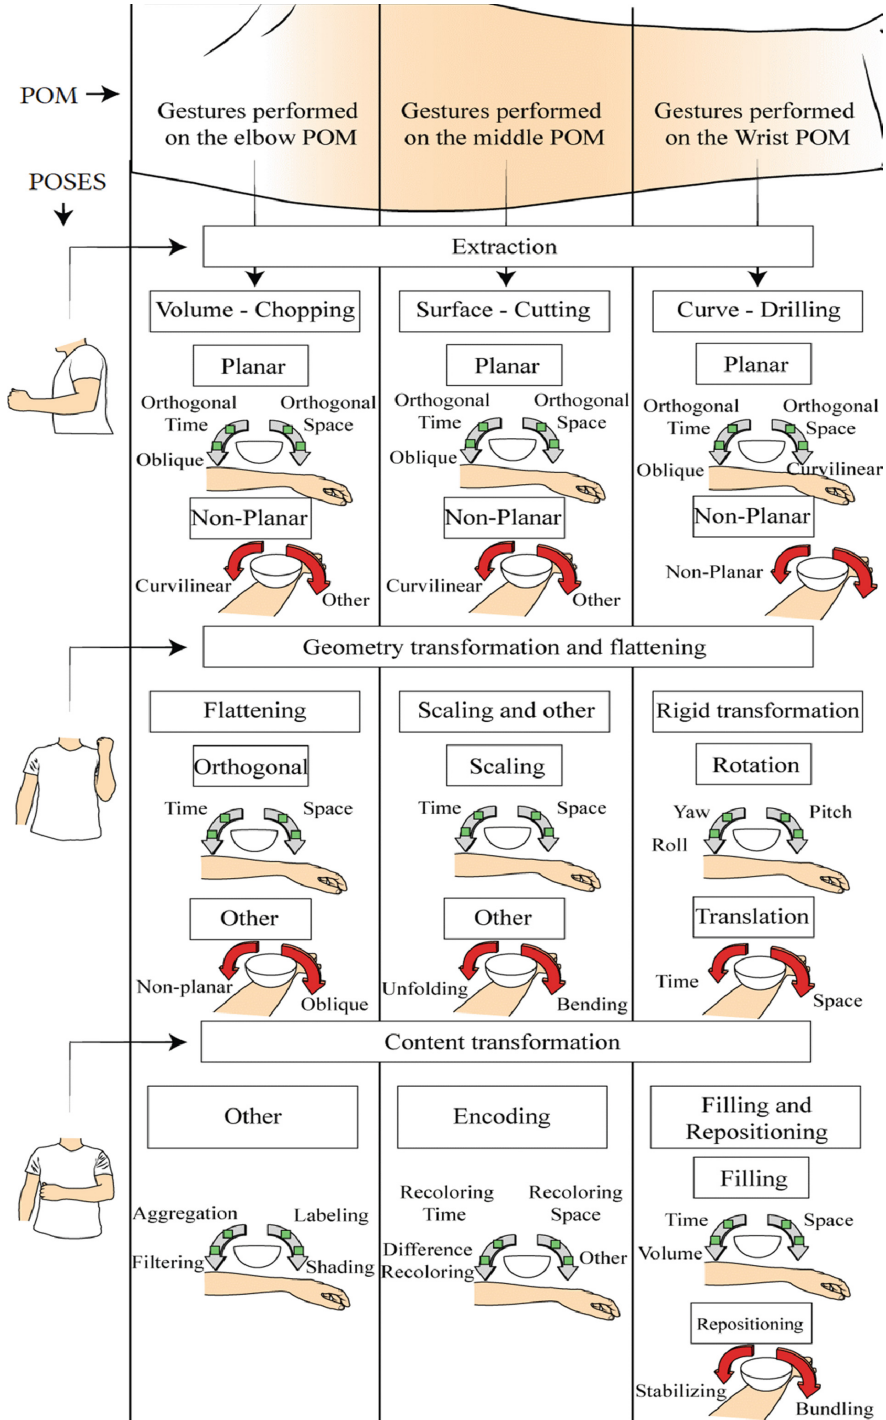 POM
Gestures performed
on the elbow POM
Gestures performed
on the middle POM
Gestures performed
on the Wrist POM
POSES
Extraction
Volume - Chopping
Surface - Cutting
Curve - Drilling
Planar
Planar
Planar
Orthogonal
Time
Orthogonal
Space
Oblique
Orthogonal
Time
Orthogonal
Space
Oblique
Orthogonal
Time
Orthogonal
Space
Oblique
Curvilinear
Non-Planar
Non-Planar
Non-Planar
Curvilinear
Other
Curvilinear
Other
Non-Planar
Geometry transformation and flattening
Flattening
Scaling and other
Rigid transformation
Orthogonal
Scaling
Rotation
Time
Space
Time
Space
Yaw
Pitch
Roll
Other
Other
Translation
Non-planar
Oblique
Unfolding
Bending
Time
Space
Content transformation
Other
Encoding
Filling and
Repositioning
Filling
Aggregation
Labeling
Filtering
Shading
Recoloring
Time
Recoloring
Space
Difference
Recoloring
Other
Time
Space
Volume
Repositioning
Stabilizing
Bundling